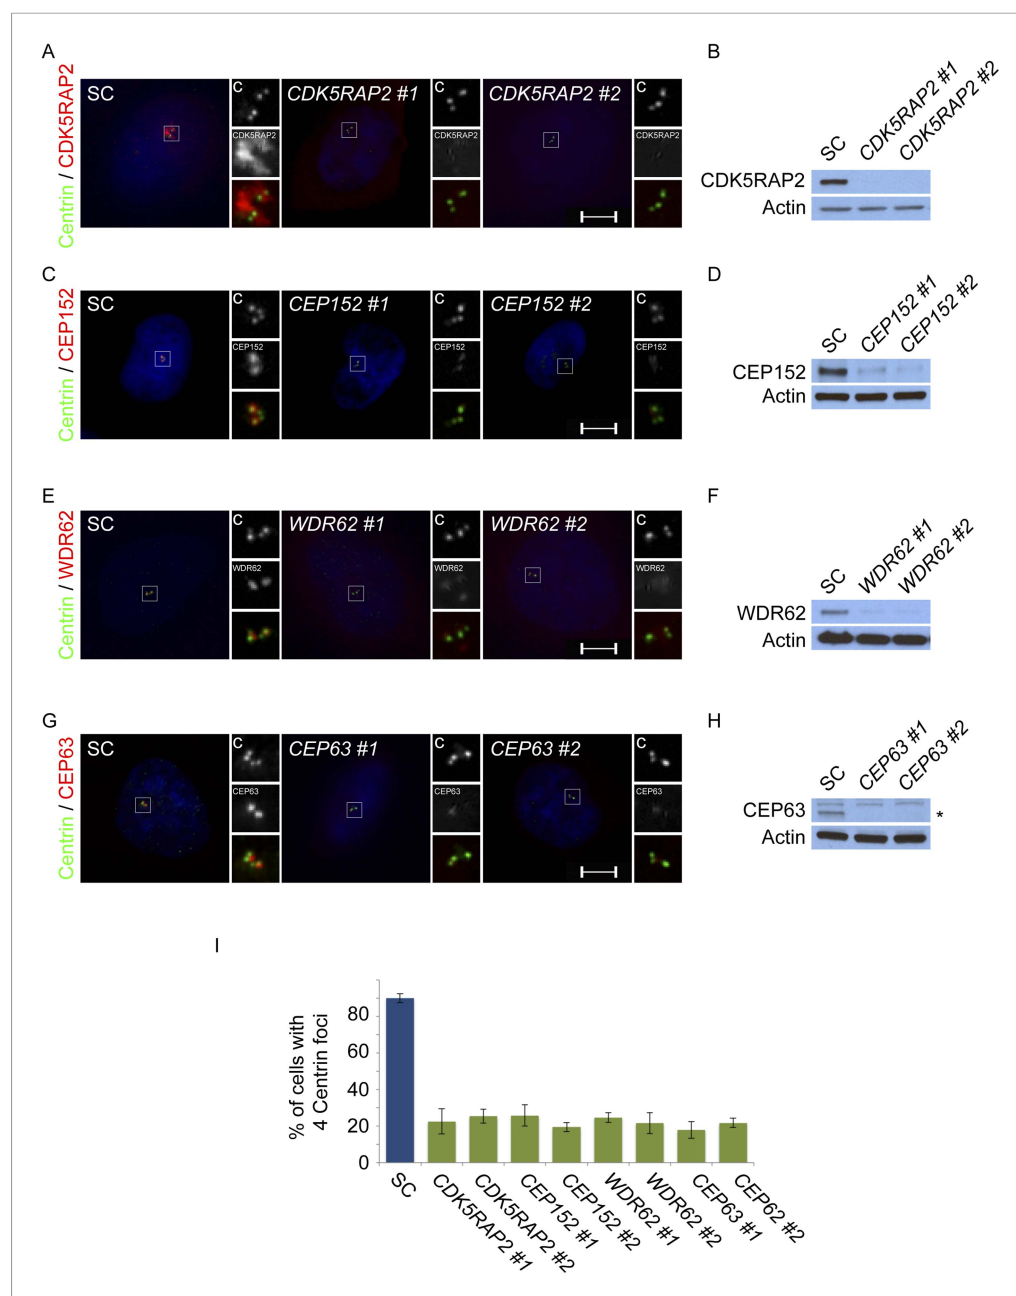 A
Centrin / CDK5RAP2
SC
C
CDK5RAP2
CDK5RAP2 #1
C
CDK5RAP2
CDK5RAP2 #2
C
CDK5RAP2
B
SC
CDK5RAP2 #1
CDK5RAP2 #2
CDK5RAP2
Actin
C
Centrin / CEP152
SC
C
CEP152
CEP152 #1
C
CEP152
CEP152 #2
C
CEP152
D
SC
CEP152 #1
CEP152 #2
CEP152
Actin
E
Centrin / WDR62
SC
C
WDR62
WDR62 #1
C
WDR62
WDR62 #2
C
WDR62
F
SC
WDR62 #1
WDR62 #2
WDR62
Actin
G
Centrin / CEP63
SC
C
CEP63
CEP63 #1
C
CEP63
CEP63 #2
C
CEP63
H
SC
CEP63 #1
CEP63 #2
CEP63
*
Actin
I
% of cells with
4 Centrin foci
80
60
40
20
0
SC
CDK5RAP2 #1
CDK5RAP2 #2
CEP152 #1
CEP152 #2
WDR62 #1
WDR62 #2
CEP63 #1
CEP62 #2